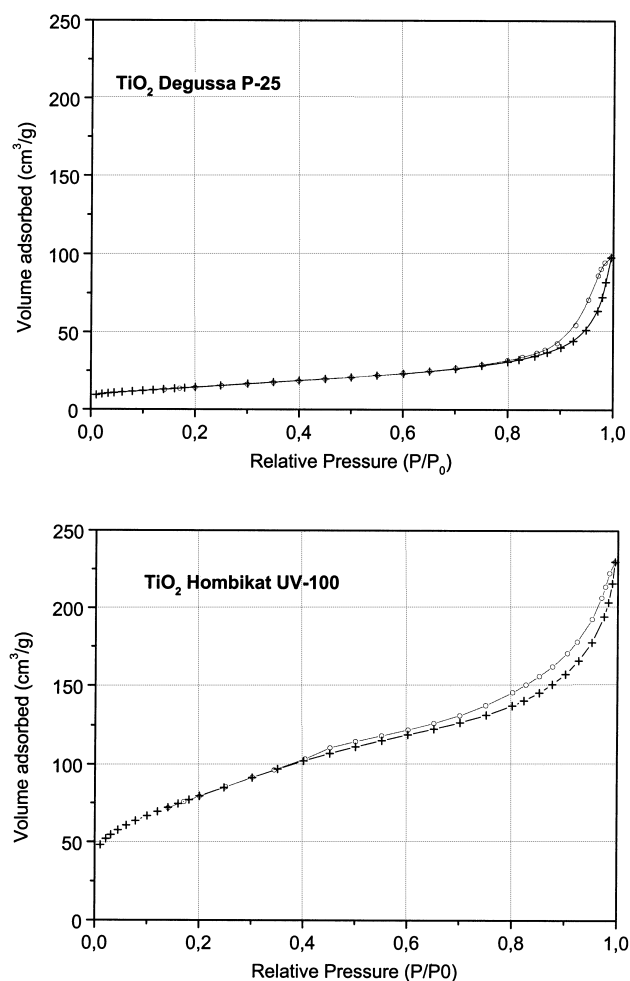 250
200
150
100
50
0
TiO2 Degussa P-25
Volume adsorbed (cm3/g)
0,0 0,2 0,4 0,6 0,8 1,0
Relative Pressure (P/P0)
250
200
150
100
50
0
TiO2 Hombikat UV-100
Volume adsorbed (cm3/g)
0,0 0,2 0,4 0,6 0,8 1,0
Relative Pressure (P/P0)